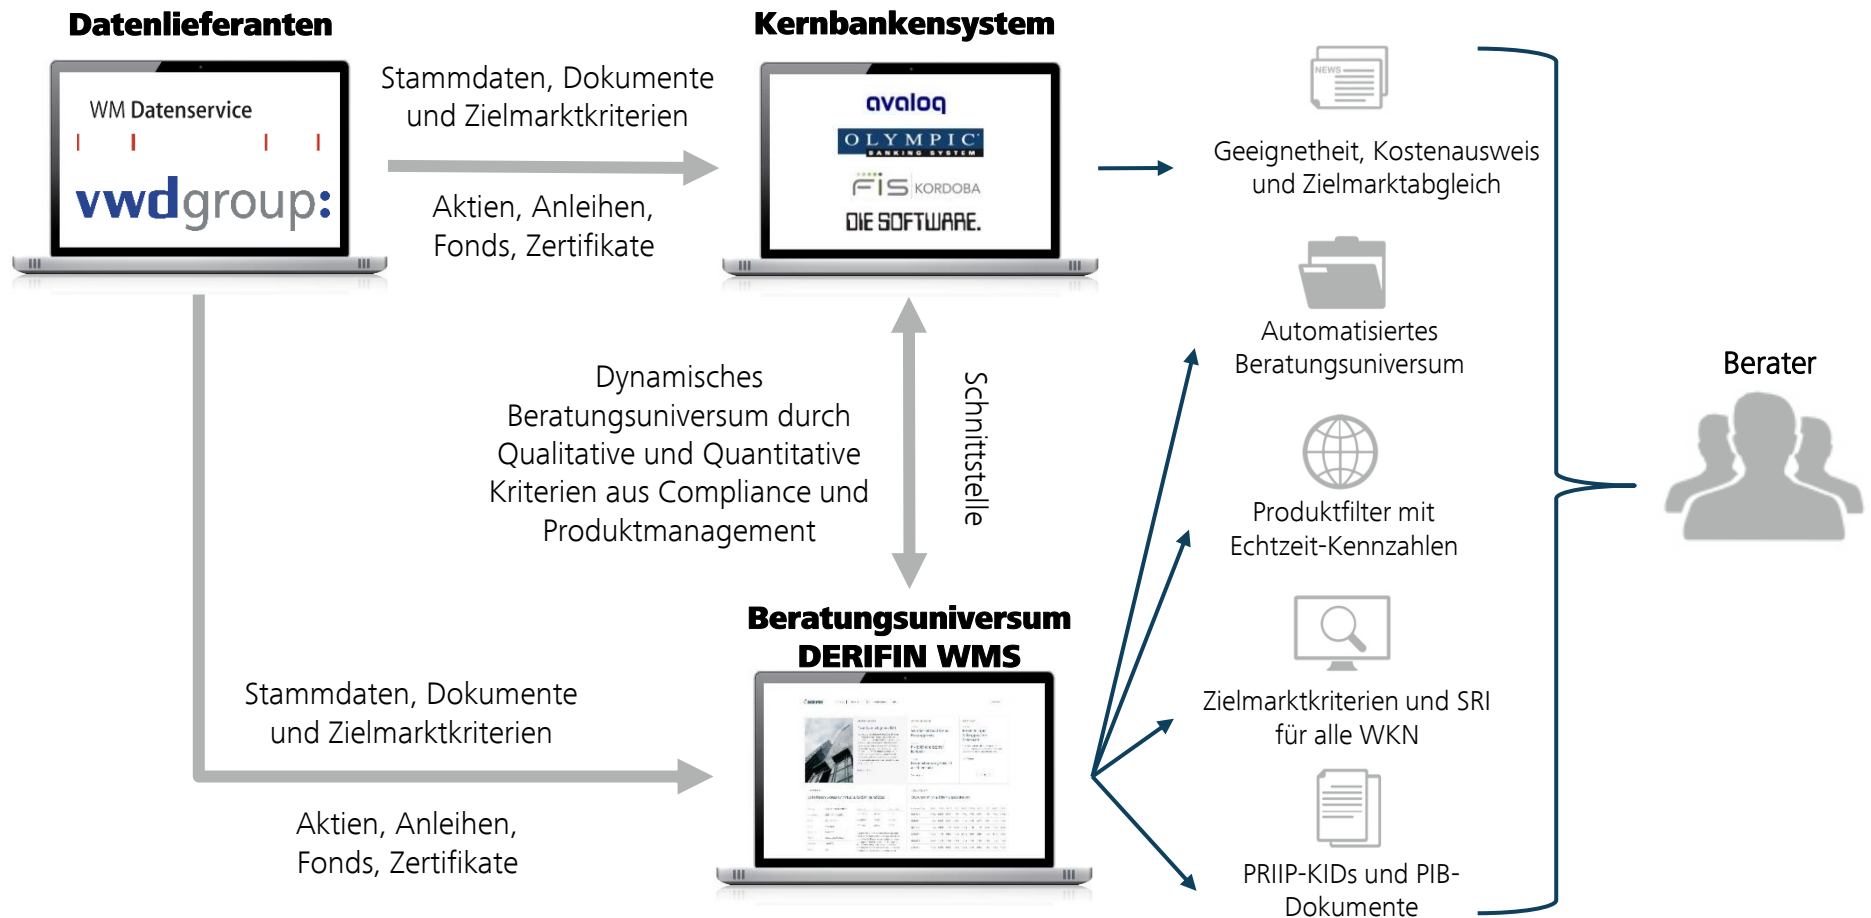 Datenlieferanten
WM Datenservice
vwdgroup:
Stammdaten, Dokumente
und Zielmarktkriterien
Aktien, Anleihen,
Fonds, Zertifikate
Kernbankensystem
avaloq
OLYMPIC
BANKING SYSTEM
FIS KORDOBA
DIE SOFTWARE.
NEWS
Geeignetheit, Kostenausweis
und Zielmarktabgleich
Automatisiertes
Beratungsuniversum
Produktfilter mit
Echtzeit-Kennzahlen
Zielmarktkriterien und SRI
für alle WKN
PRIIP-KIDs und PIB-
Dokumente
Berater
Dynamisches
Beratungsuniversum durch
Qualitative und Quantitative
Kriterien aus Compliance und
Produktmanagement
Schnittstelle
Beratungsuniversum
DERIFIN WMS
Stammdaten, Dokumente
und Zielmarktkriterien
Aktien, Anleihen,
Fonds, Zertifikate